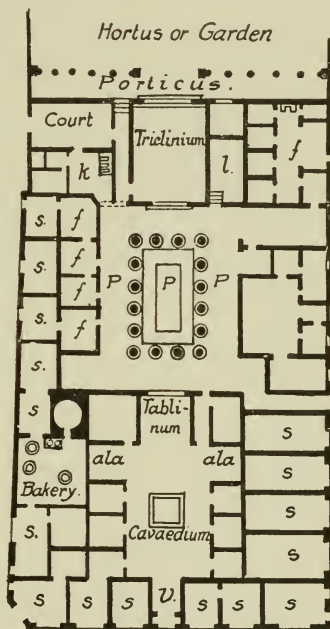 Hortus or Garden
Porticus.
Court
Triclinium
f
k
l.
s.
f
s.
f
P
P
P
f
s.
f
s.
s
Tabli-
num
s
ala
ala
s
Bakery.
s
s.
Cavaedium
s
s
s
s
v.
s
s
s